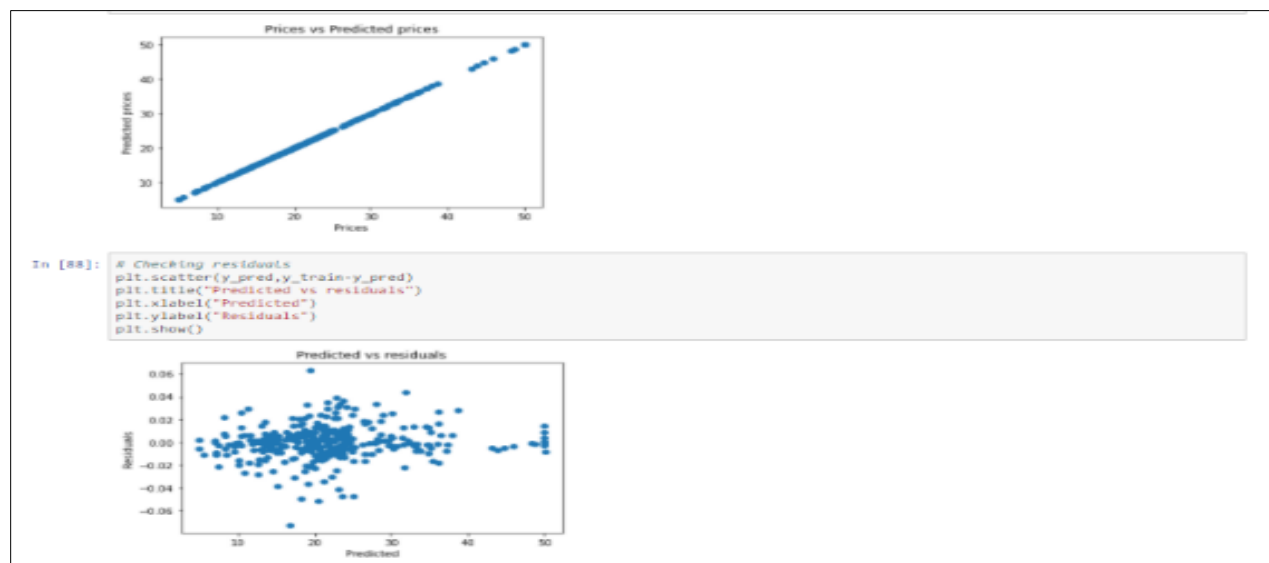 Prices vs Predicted prices
50
40
30
20
10
Predicted prices
10 20 30 40 50
Prices
In [88]: # Checking residuals
plt.scatter(y_pred,y_train-y_pred)
plt.title("Predicted vs residuals")
plt.xlabel("Predicted")
plt.ylabel("Residuals")
plt.show()
Predicted vs residuals
0.06
0.04
0.02
0.00
−0.02
−0.04
−0.06
Residuals
10 20 30 40 50
Predicted